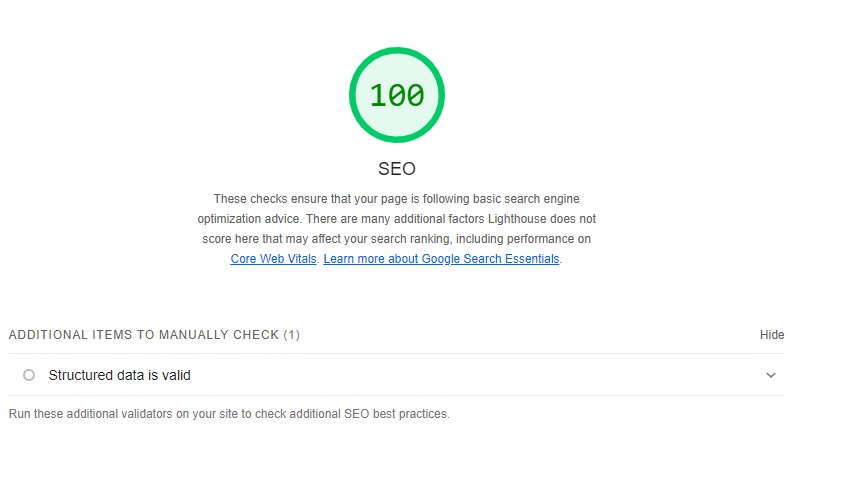 100
SEO
These checks ensure that your page is following basic search engine
optimization advice. There are many additional factors Lighthouse does not
score here that may affect your search ranking, including performance on
Core Web Vitals. Learn more about Google Search Essentials.
ADDITIONAL ITEMS TO MANUALLY CHECK (1) Hide
Structured data is valid
Run these additional validators on your site to check additional SEO best practices.